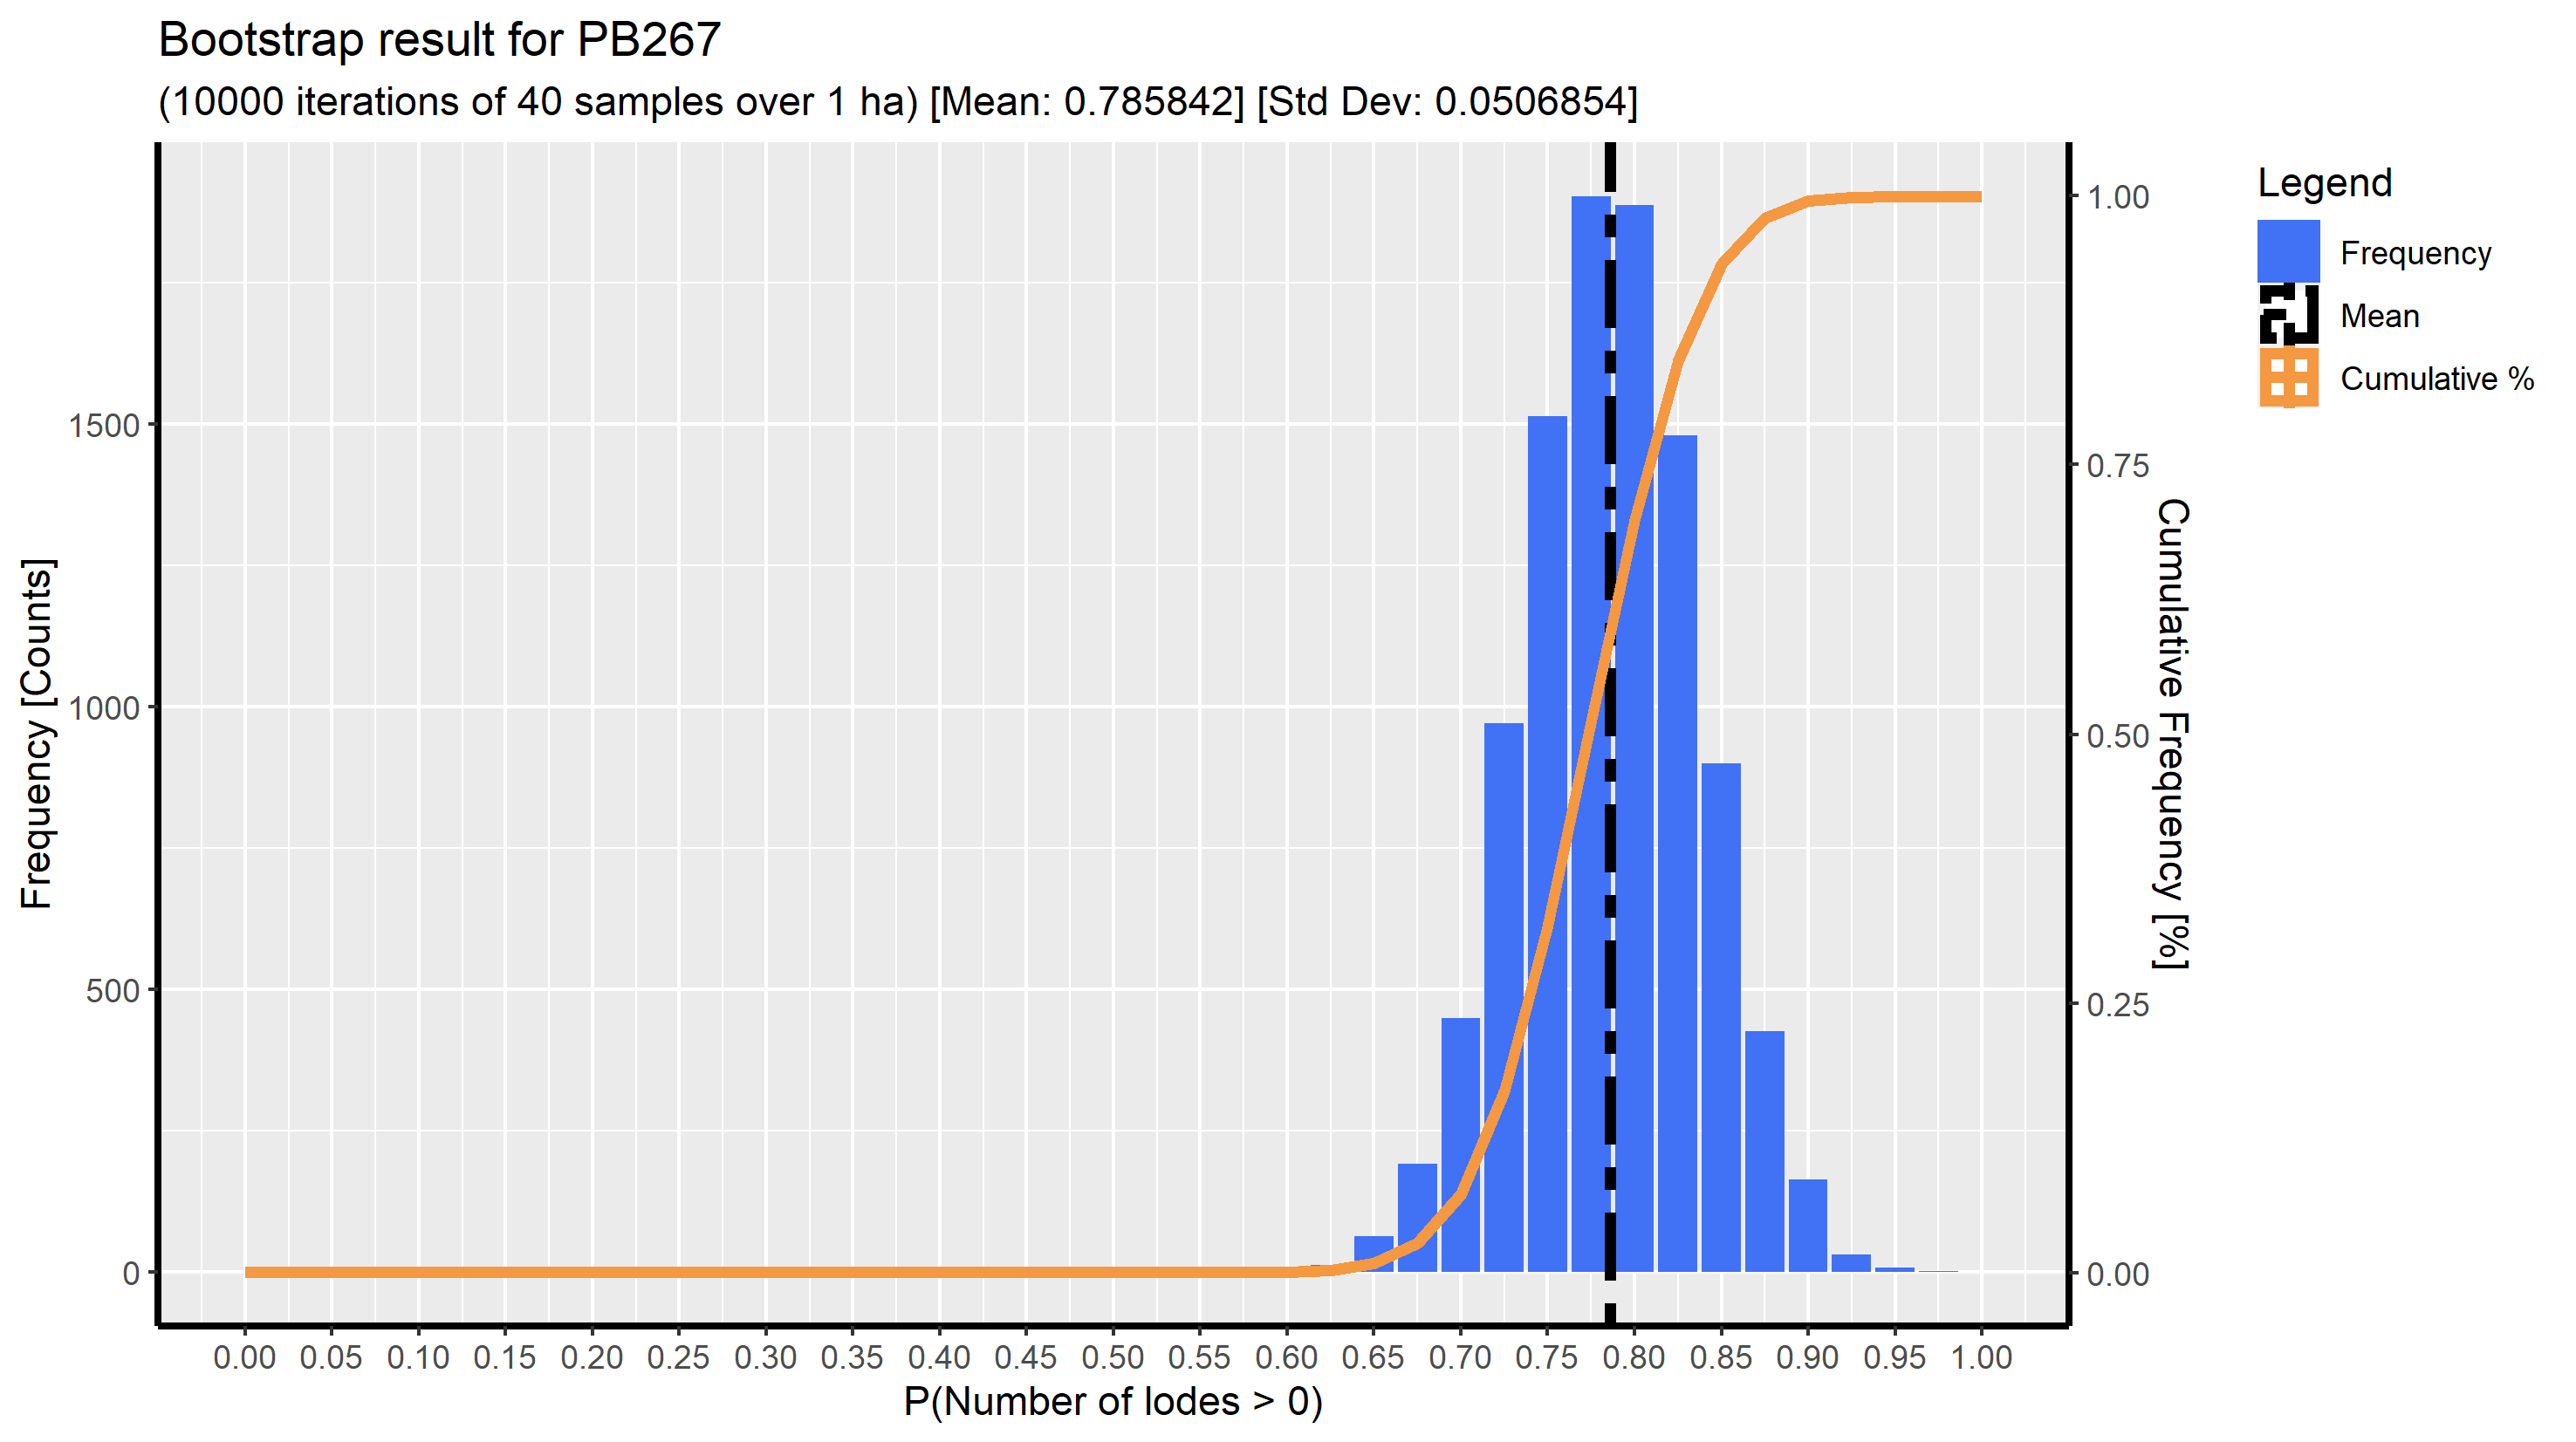 Bootstrap result for PB267
(10000 iterations of 40 samples over 1 ha) [Mean: 0.785842] [Std Dev: 0.0506854]
Frequency [Counts]
1500
1000
500
0
0.00 0.05 0.10 0.15 0.20 0.25 0.30 0.35 0.40 0.45 0.50 0.55 0.60 0.65 0.70 0.75 0.80 0.85 0.90 0.95 1.00
P(Number of lodes > 0)
1.00
0.75
0.50
0.25
0.00
Cumulative Frequency [%]
Legend
Frequency
Mean
Cumulative %